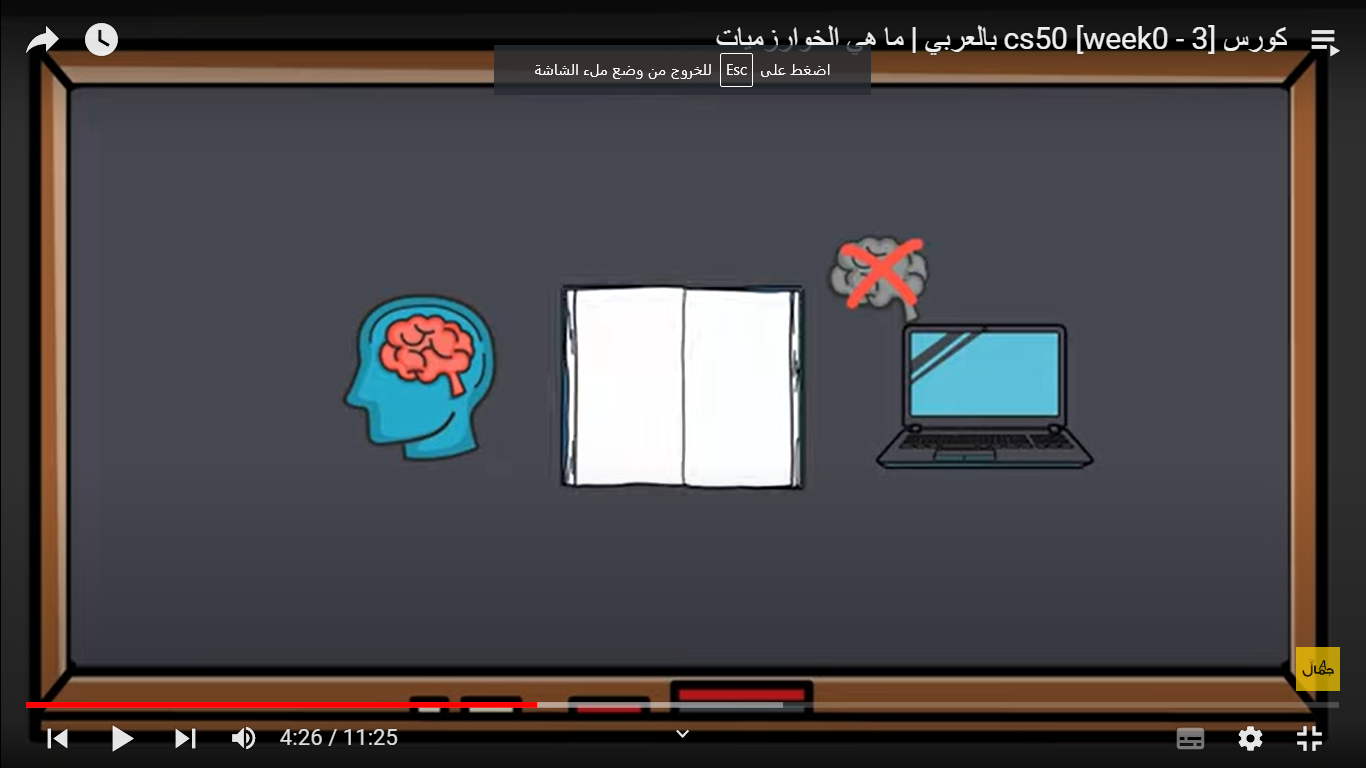 كورس cs50 [week0 - 3] بالعربي | ما هي الخوارزميات
اضغط على Esc للخروج من وضع ملء الشاشة
جمال
4:26 / 11:25